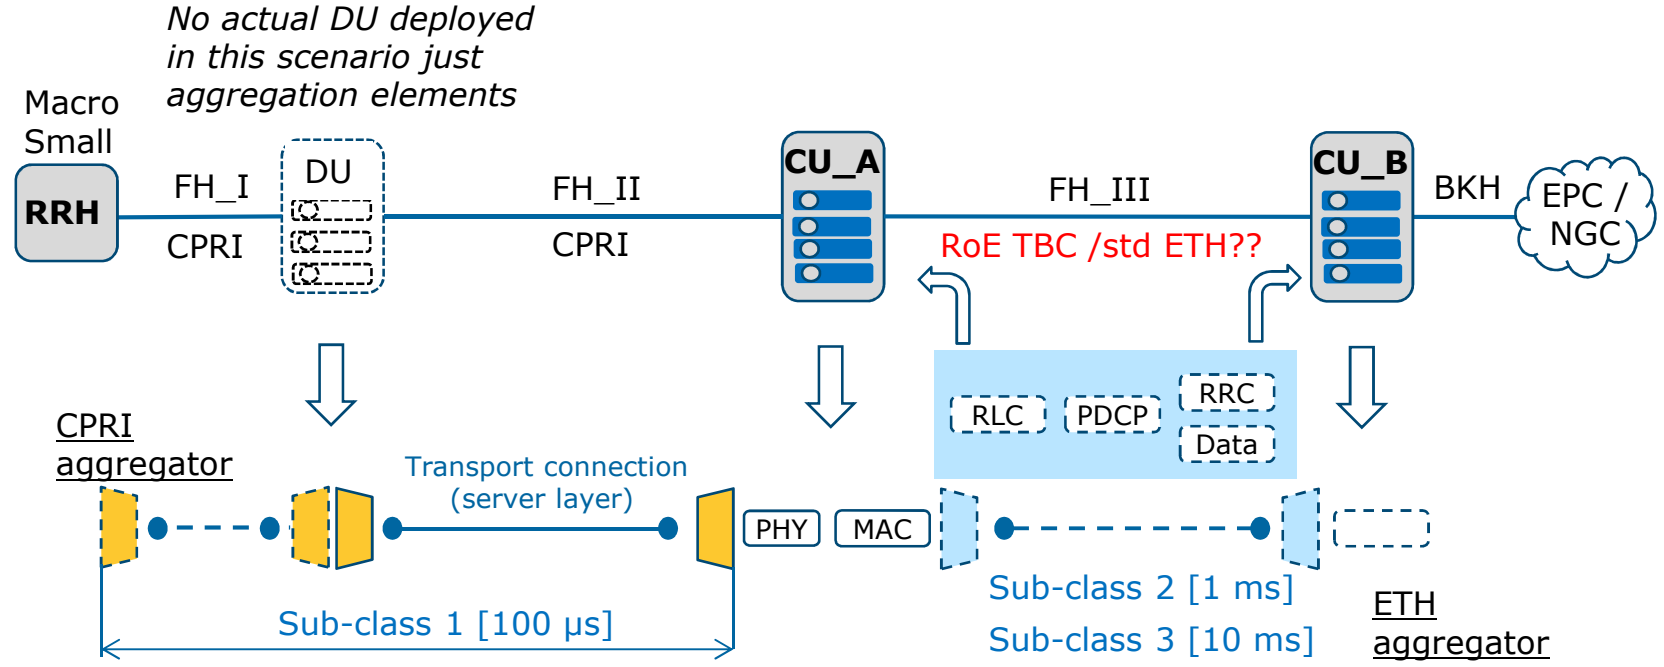 No actual DU deployed
in this scenario just
aggregation elements
Macro
Small
RRH
FH_I
CPRI
DU
FH_II
CPRI
CU_A
FH_III
RoE TBC /std ETH??
CU_B
BKH
EPC /
NGC
RLC
PDCP
RRC
Data
CPRI
aggregator
Transport connection
(server layer)
PHY
MAC
Sub-class 1 [100 µs]
Sub-class 2 [1 ms]
Sub-class 3 [10 ms]
ETH
aggregator